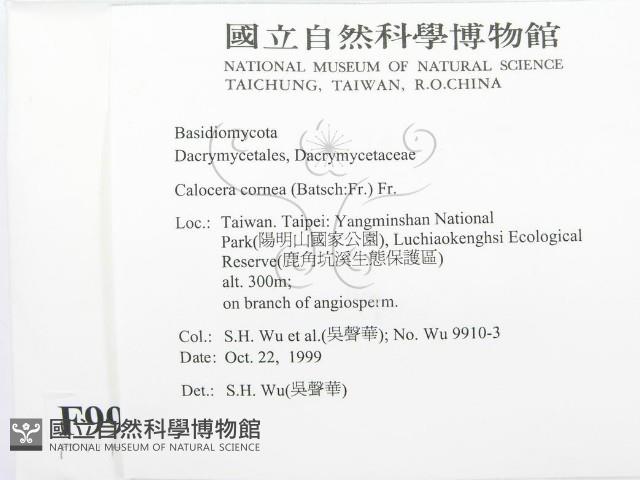 國立自然科學博物館
NATIONAL MUSEUM OF NATURAL SCIENCE
TAICHUNG, TAIWAN, R.O.CHINA
Basidiomycota
Dacrymycetales, Dacrymycetaceae
Calocera cornea (Batsch:Fr.) Fr.
Loc.: Taiwan. Taipei: Yangminshan National
Park(陽明山國家公園), Luchiaokenghsi Ecological
Reserve(鹿角坑溪生態保護區)
alt. 300m;
on branch of angiosperm.
Col.: S.H. Wu et al.(吳聲華); No. Wu 9910-3
Date: Oct. 22, 1999
Det.: S.H. Wu(吳聲華)
國立自然科學博物館
NATIONAL MUSEUM OF NATURAL SCIENCE